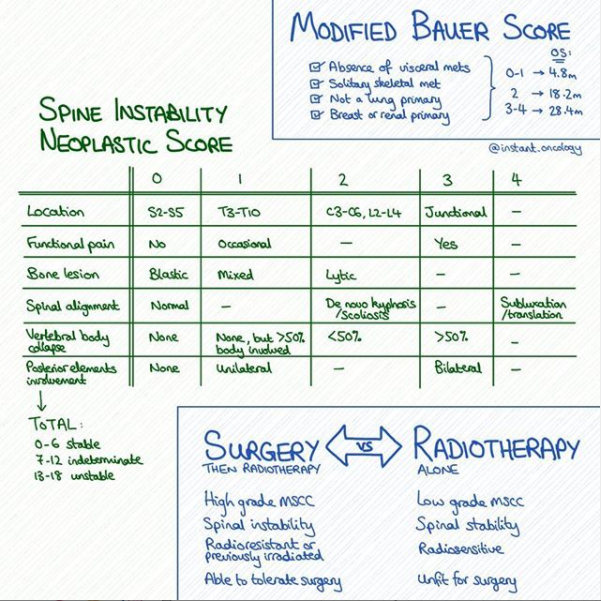 MODIFIED BAUER SCORE
OS:
☑ Absence of visceral mets
☑ Solitary skeletal met
☑ Not a lung primary
☑ Breast or renal primary
0-1 → 4.8m
2 → 18.2m
3-4 → 28.4m
@instant.oncology
SPINE INSTABILITY
NEOPLASTIC SCORE
0 1 2 3 4
Location S2-S5 T3-T10 C3-C6, L2-L4 Junctional –
Functional pain No Occasional – Yes –
Bone lesion Blastic Mixed Lytic – –
Spinal alignment Normal – De novo kyphosis /scoliosis – Subluxation /translation
Vertebral body collapse None None, but >50% body involved <50% >50% –
Posterior elements involvement None Unilateral – Bilateral –
TOTAL:
0-6 stable
7-12 indeterminate
13-18 unstable
SURGERY vs RADIOTHERAPY
THEN RADIOTHERAPY ALONE
High grade MSCC
Spinal instability
Radioresistant or
previously irradiated
Able to tolerate surgery
Low grade MSCC
Spinal stability
Radiosensitive
Unfit for surgery